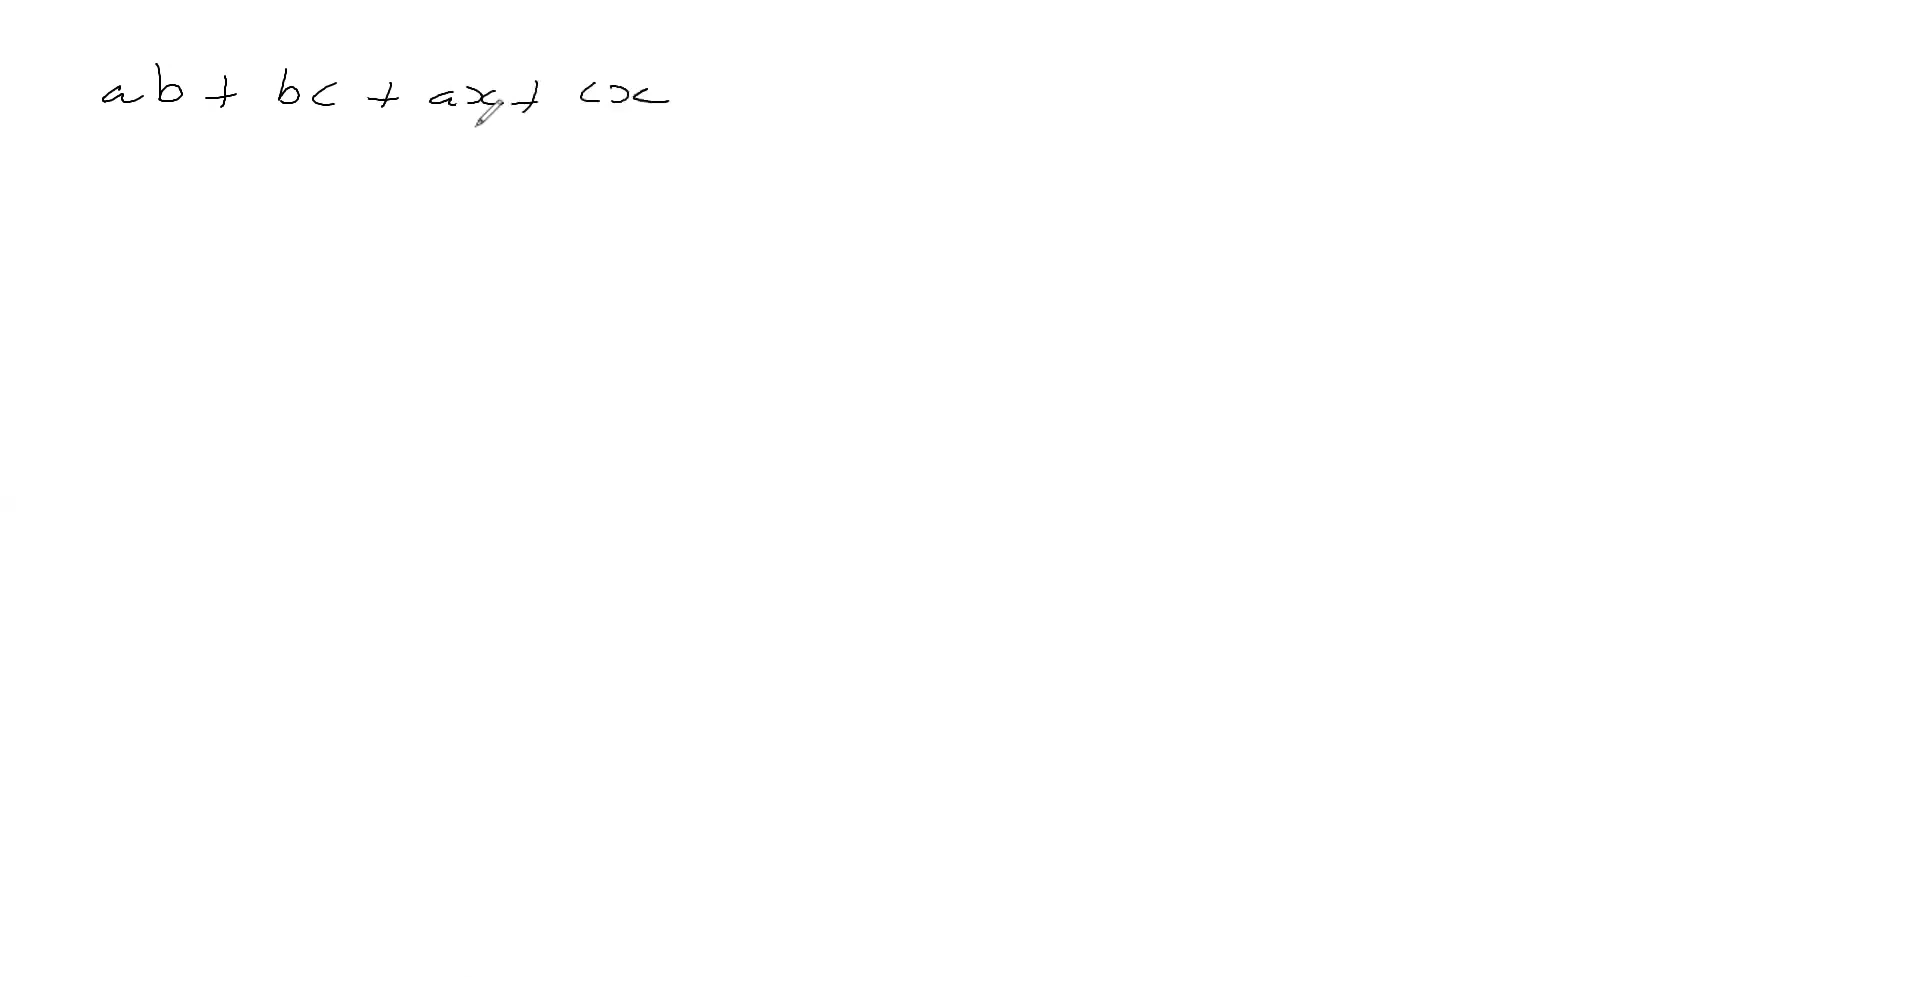 ab + bc + ax + cx